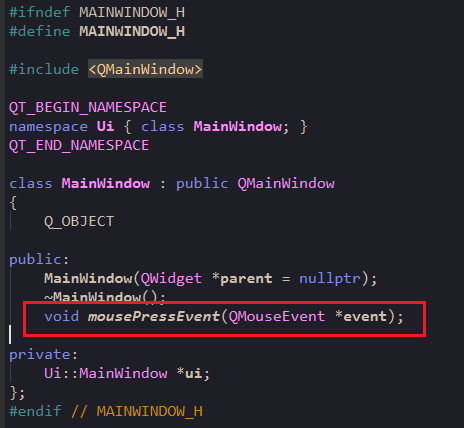 #ifndef MAINWINDOW_H
#define MAINWINDOW_H
#include <QMainWindow>
QT_BEGIN_NAMESPACE
namespace Ui { class MainWindow; }
QT_END_NAMESPACE
class MainWindow : public QMainWindow
{
Q_OBJECT
public:
MainWindow(QWidget *parent = nullptr);
~MainWindow();
void mousePressEvent(QMouseEvent *event);
private:
Ui::MainWindow *ui;
};
#endif // MAINWINDOW_H